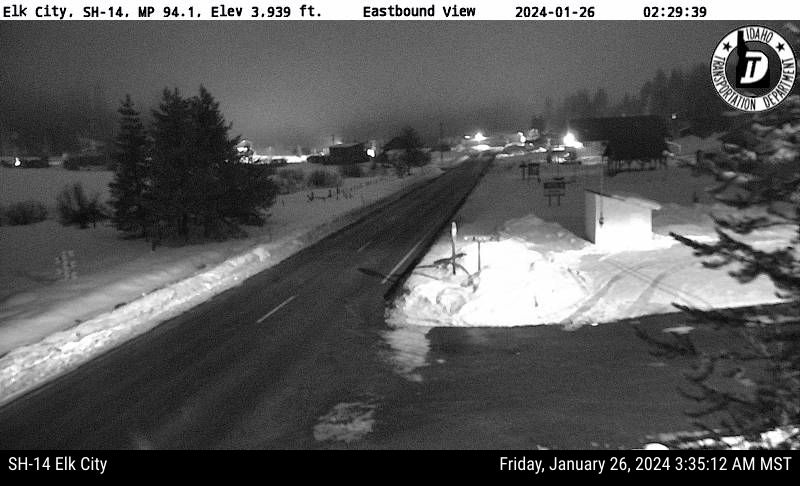 Elk City, SH-14, MP 94.1, Elev 3,939 ft. Eastbound View 2024-01-26 02:29:39
IDAHO
TRANSPORTATION DEPARTMENT
SH-14 Elk City
Friday, January 26, 2024 3:35:12 AM MST